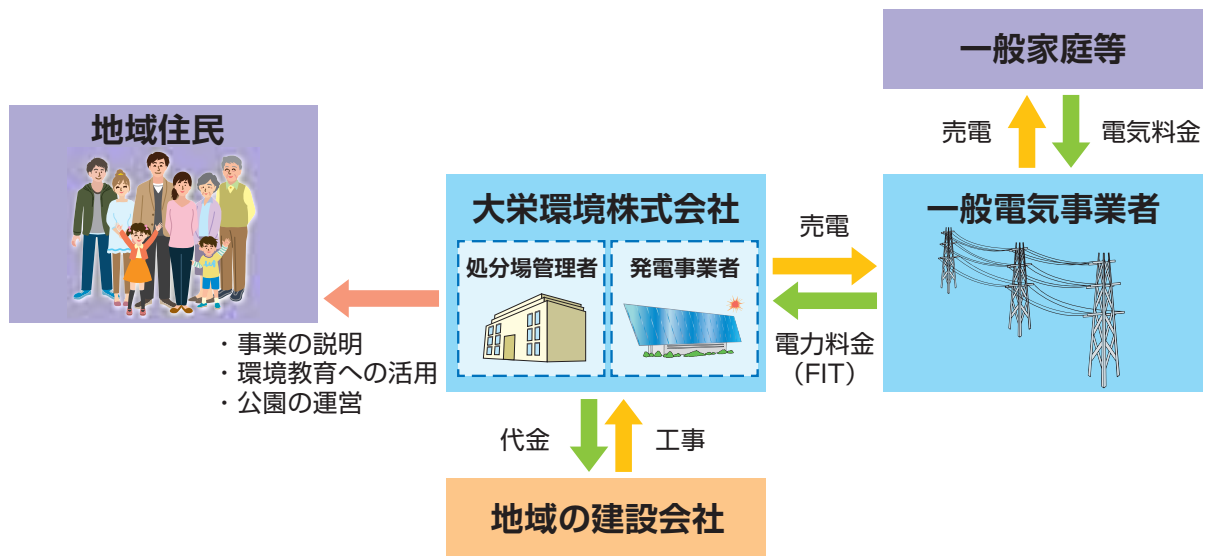 一般家庭等
売電
電気料金
地域住民
大栄環境株式会社
処分場管理者
発電事業者
売電
電力料金
（FIT）
一般電気事業者
・事業の説明
・環境教育への活用
・公園の運営
代金
工事
地域の建設会社